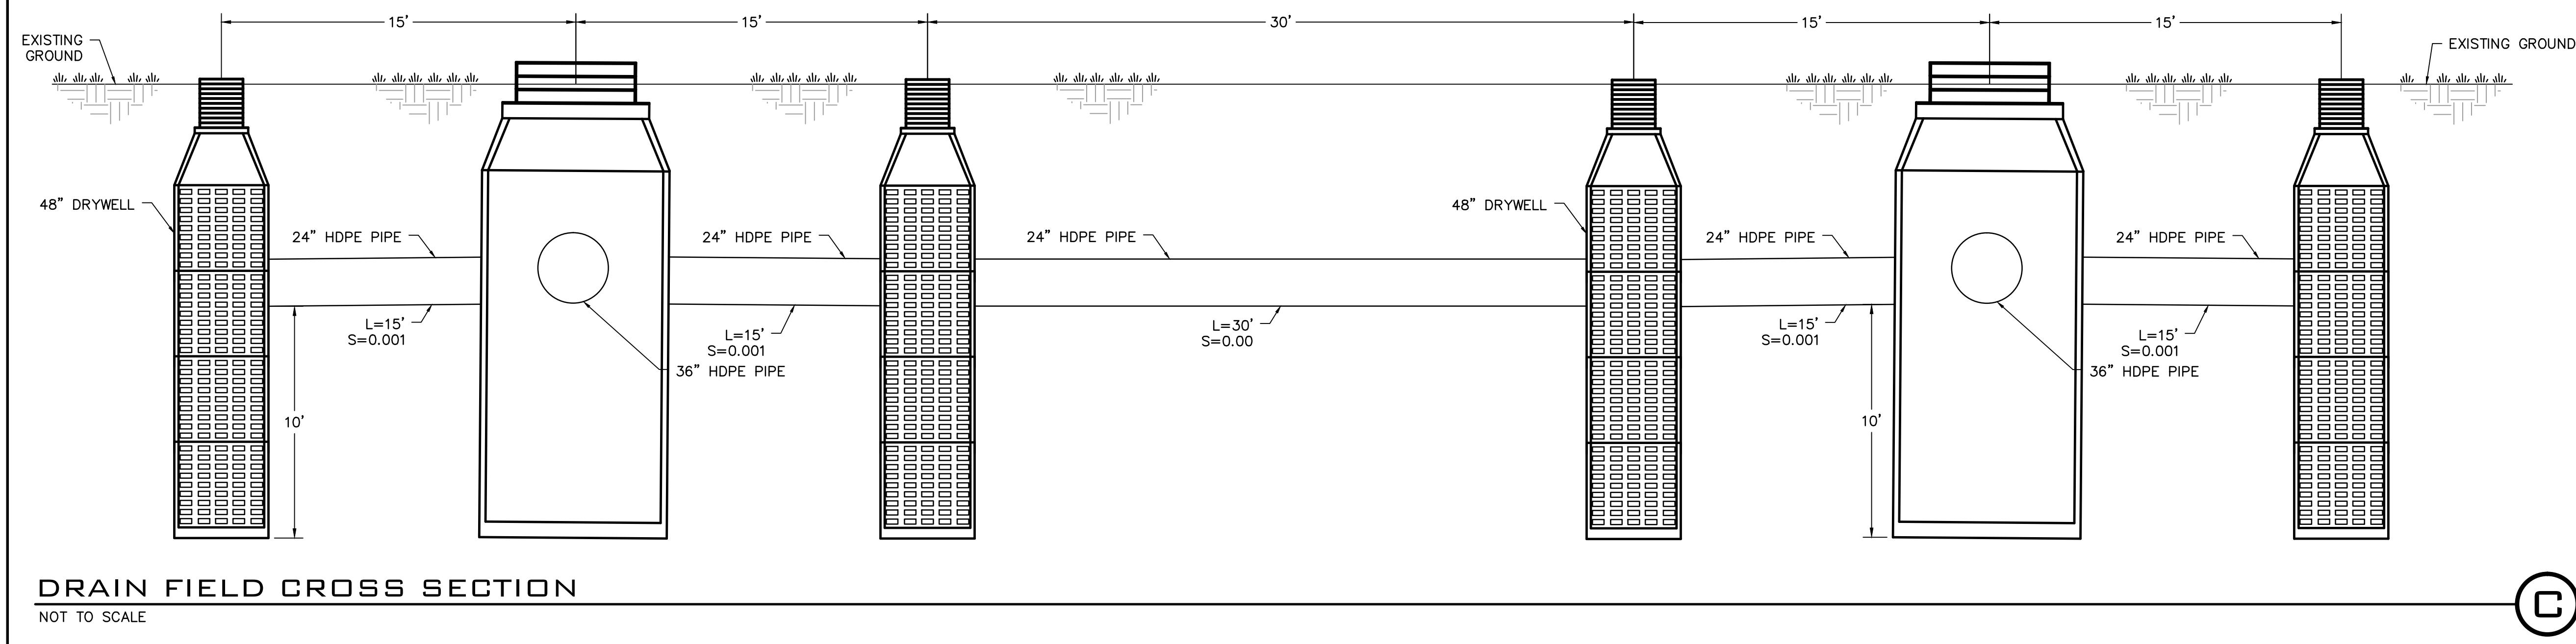 15'
15'
30'
15'
15'
EXISTING
GROUND
EXISTING GROUND
48" DRYWELL
24" HDPE PIPE
24" HDPE PIPE
24" HDPE PIPE
48" DRYWELL
24" HDPE PIPE
24" HDPE PIPE
L=15'
S=0.001
L=15'
S=0.001
36" HDPE PIPE
L=30'
S=0.00
L=15'
S=0.001
L=15'
S=0.001
36" HDPE PIPE
10'
10'
DRAIN FIELD CROSS SECTION
NOT TO SCALE
C